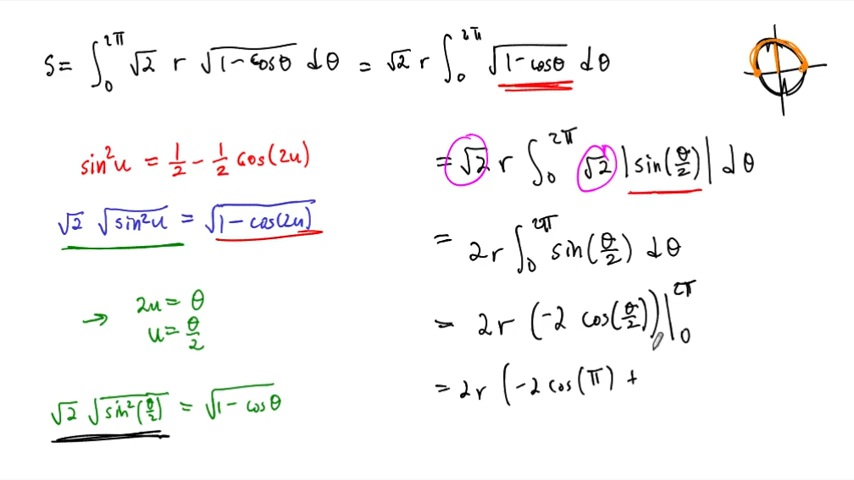 S = ∫₀^2π √2 r √(1 - cosθ) dθ = √2 r ∫₀^2π √(1 - cosθ) dθ
sin²u = 1/2 - 1/2 cos(2u)
√2 √(sin²u) = √(1 - cos(2u))
→ 2u = θ
u = θ/2
√2 √(sin²(θ/2)) = √(1 - cosθ)
= √2 r ∫₀^2π √2 |sin(θ/2)| dθ
= 2r ∫₀^2π sin(θ/2) dθ
= 2r (-2 cos(θ/2)) |₀^2π
= 2r (-2 cos(π) +